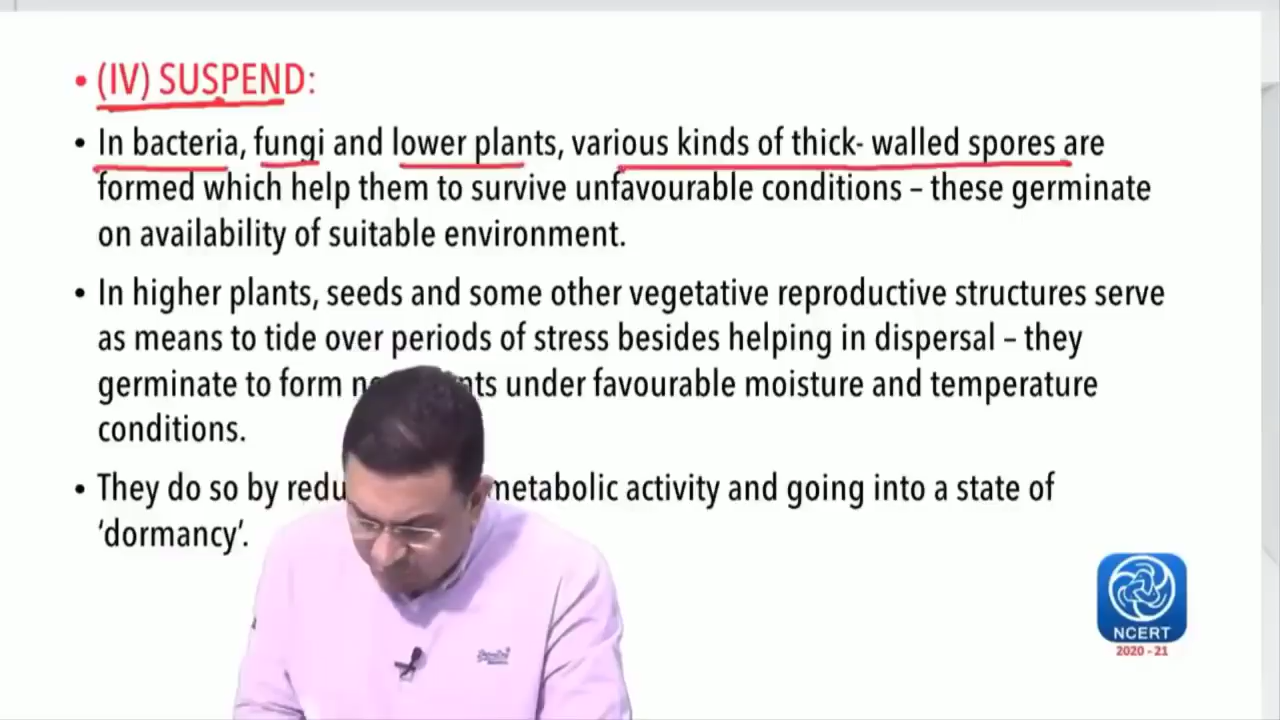 • (IV) SUSPEND:
• In bacteria, fungi and lower plants, various kinds of thick- walled spores are
formed which help them to survive unfavourable conditions – these germinate
on availability of suitable environment.
• In higher plants, seeds and some other vegetative reproductive structures serve
as means to tide over periods of stress besides helping in dispersal – they
germinate to form under favourable moisture and temperature
conditions.
• They do so by metabolic activity and going into a state of
‘dormancy’.
NCERT
2020 - 21